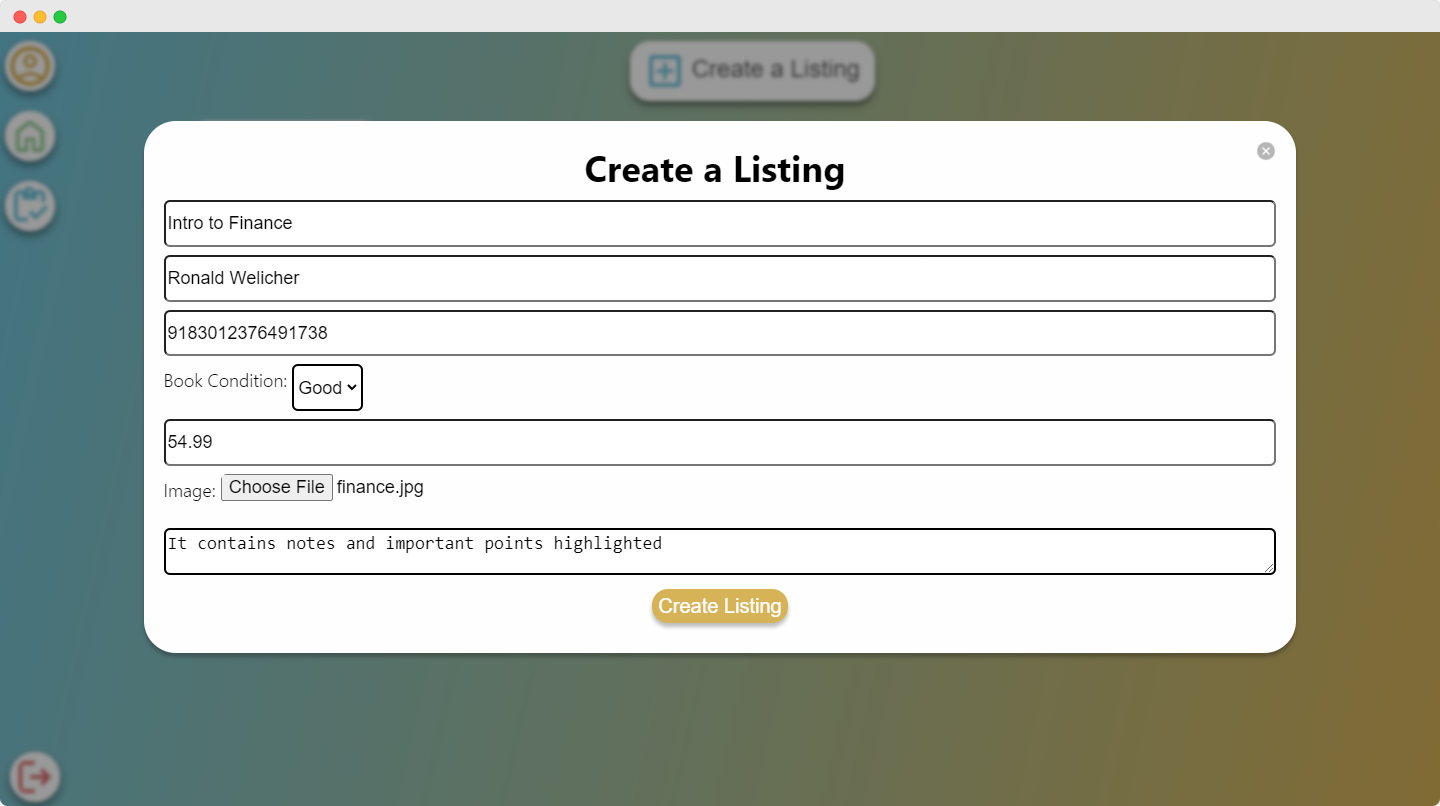 Create a Listing
Create a Listing
Intro to Finance
Ronald Welicher
9183012376491738
Book Condition: Good
54.99
Image: Choose File finance.jpg
It contains notes and important points highlighted
Create Listing